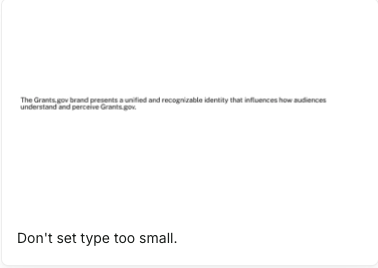 The Grants.gov brand presents a unified and recognizable identity that influences how audiences
understand and perceive Grants.gov.
Don't set type too small.